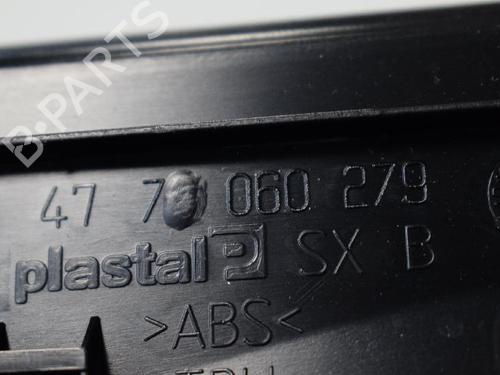 B-PARTS
47 7 060 279
plastal SX B
>ABS<